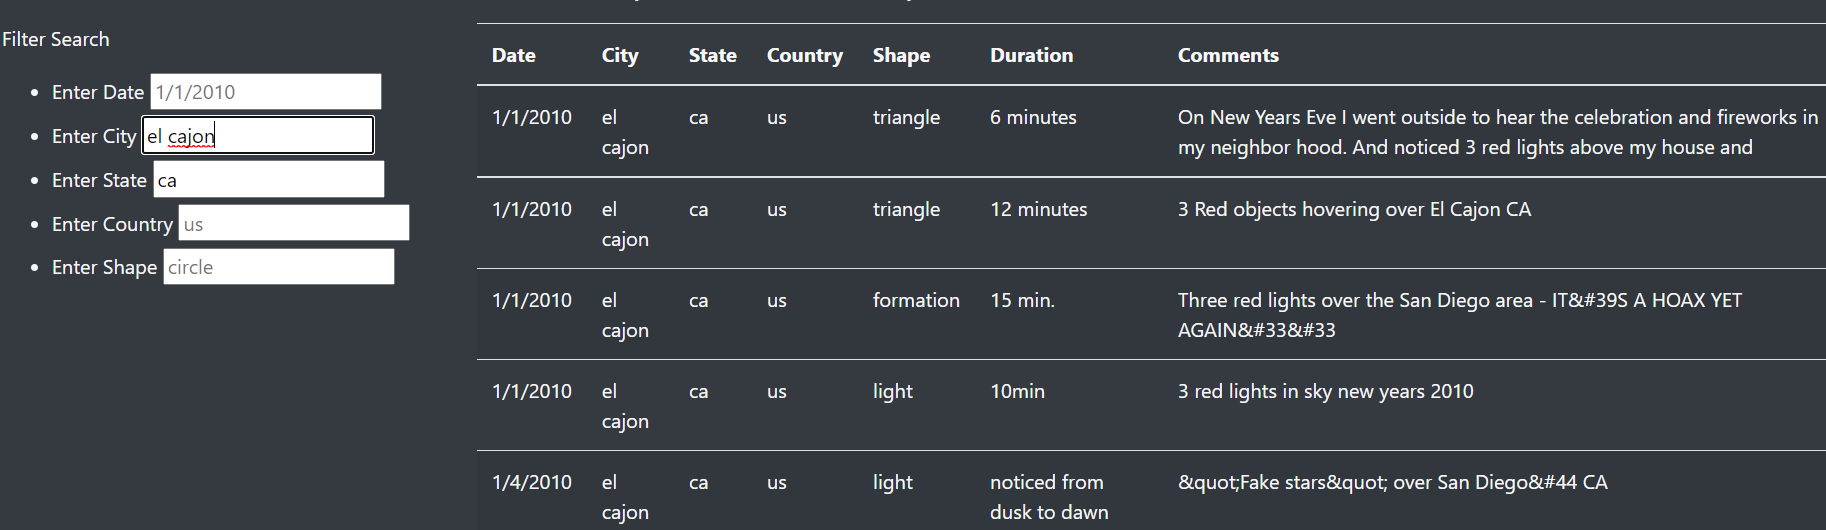 Filter Search
Enter Date 1/1/2010
Enter City el cajon
Enter State ca
Enter Country us
Enter Shape circle
Date City State Country Shape Duration Comments
1/1/2010 el ca us triangle 6 minutes On New Years Eve I went outside to hear the celebration and fireworks in
cajon my neighbor hood. And noticed 3 red lights above my house and
1/1/2010 el ca us triangle 12 minutes 3 Red objects hovering over El Cajon CA
cajon
1/1/2010 el ca us formation 15 min. Three red lights over the San Diego area - IT&#39S A HOAX YET
cajon AGAIN&#33&#33
1/1/2010 el ca us light 10min 3 red lights in sky new years 2010
cajon
1/4/2010 el ca us light noticed from &quot;Fake stars&quot; over San Diego&#44 CA
cajon dusk to dawn